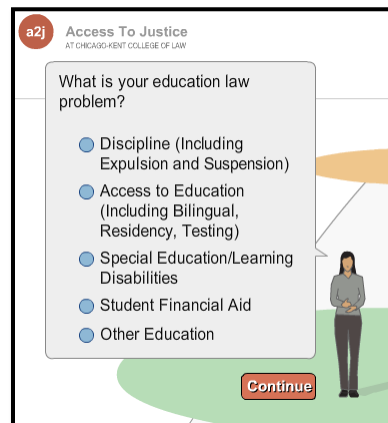 a2j
Access To Justice
AT CHICAGO-KENT COLLEGE OF LAW
What is your education law
problem?
Discipline (Including
Expulsion and Suspension)
Access to Education
(Including Bilingual,
Residency, Testing)
Special Education/Learning
Disabilities
Student Financial Aid
Other Education
Continue